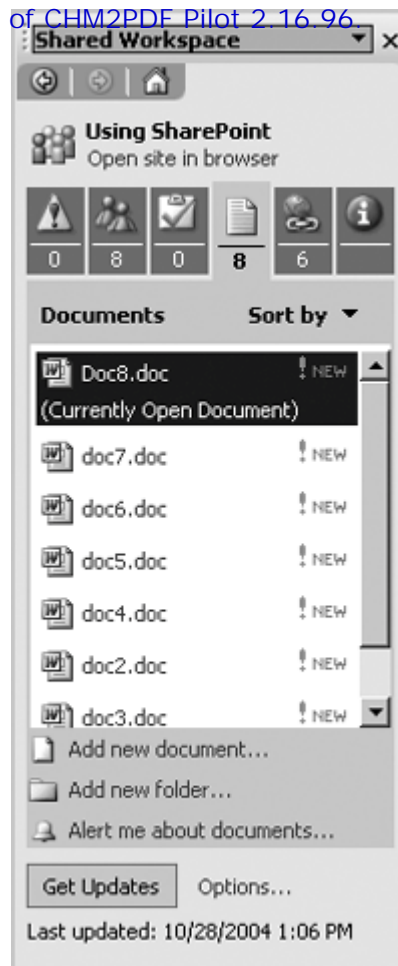 of CHM2PDF Pilot 2.16.96.
Shared Workspace
Using SharePoint
Open site in browser
0 8 0 8 6
Documents Sort by
Doc8.doc NEW
(Currently Open Document)
doc7.doc NEW
doc6.doc NEW
doc5.doc NEW
doc4.doc NEW
doc2.doc NEW
doc3.doc NEW
Add new document...
Add new folder...
Alert me about documents...
Get Updates Options...
Last updated: 10/28/2004 1:06 PM